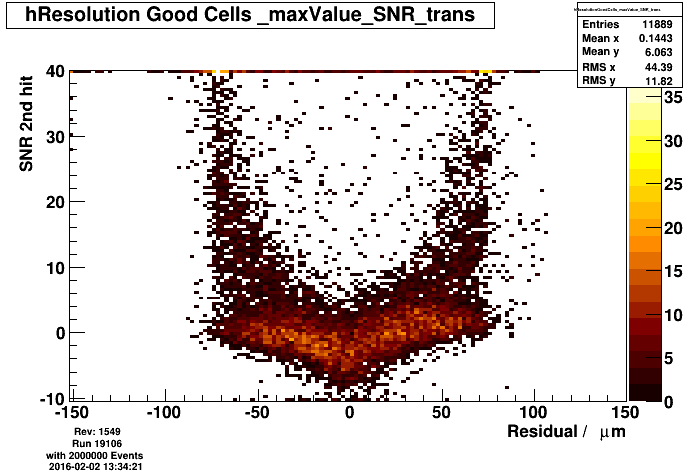 hResolution Good Cells _maxValue_SNR_trans
hResolutionGoodCells_maxValue_SNR_trans
Entries 11889
Mean x 0.1443
Mean y 6.063
RMS x 44.39
RMS y 11.82
SNR 2nd hit
40
30
20
10
0
-10
-150 -100 -50 0 50 100 150
Residual / μm
35
30
25
20
15
10
5
0
Rev: 1549
Run 19106
with 2000000 Events
2016-02-02 13:34:21